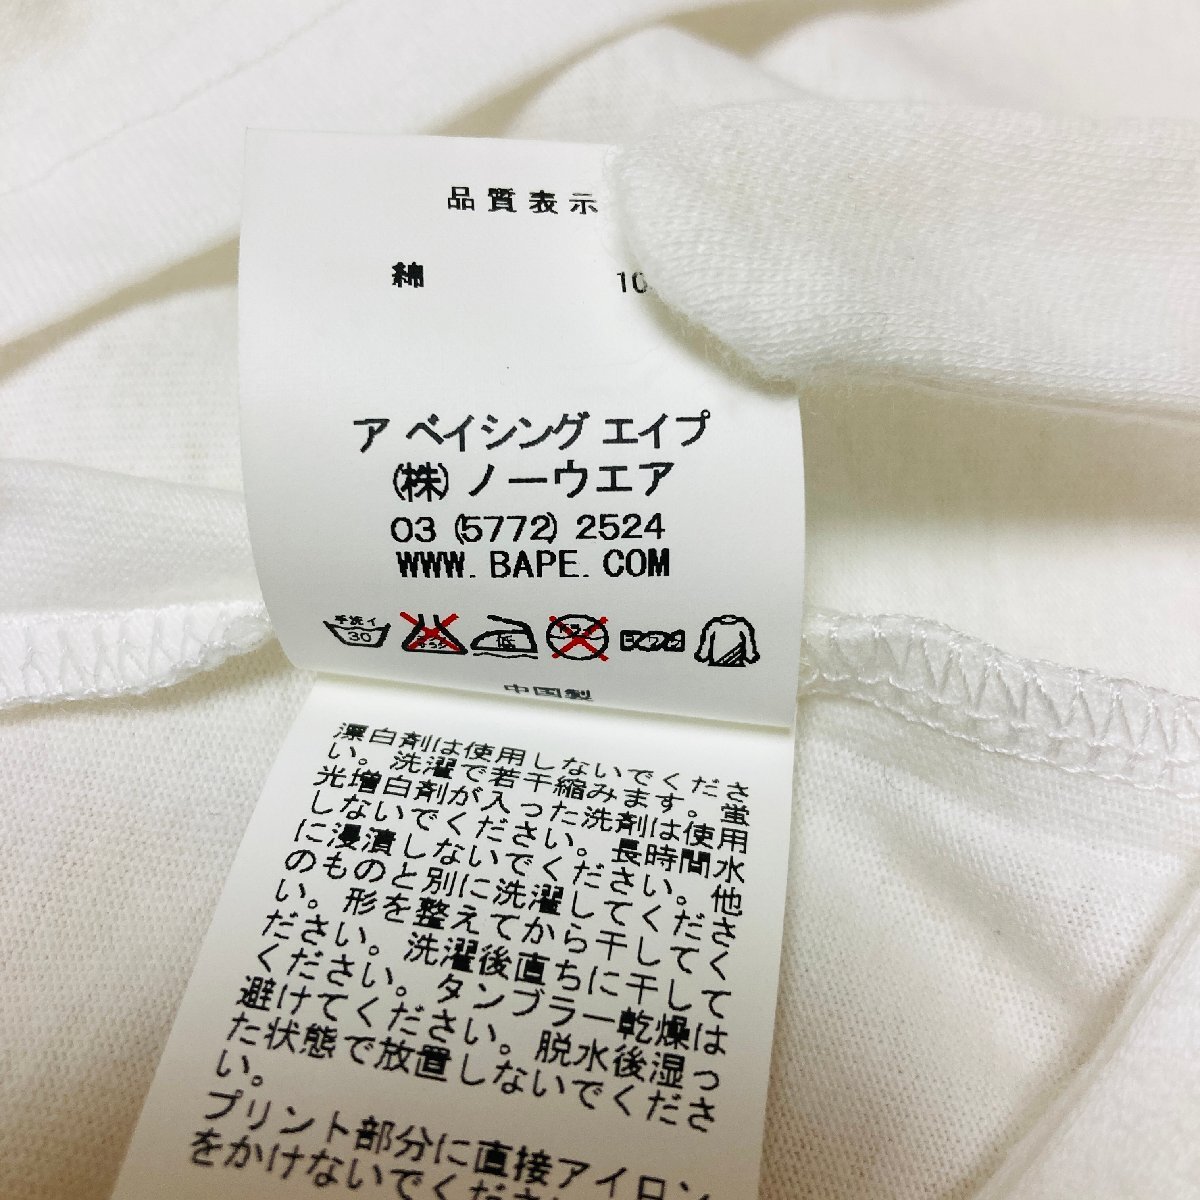 品質表示
綿 10
ア ベイシング エイプ
(株) ノーウエア
03 (5772) 2524
WWW. BAPE. COM
手洗イ
30
低
中国製
漂白剤は使用しないでくださ
い。洗濯で若干縮みます。蛍
光増白剤が入った洗剤は使用
しないでください。長時間水
に浸漬しないでください。他
のものと別に洗濯してくださ
い。形を整えてから干してく
ださい。洗濯後直ちに干して
ください。タンブラー乾燥は
避けてください。脱水後湿っ
た状態で放置しないでくださ
い。
プリント部分に直接アイロン
をかけないでください